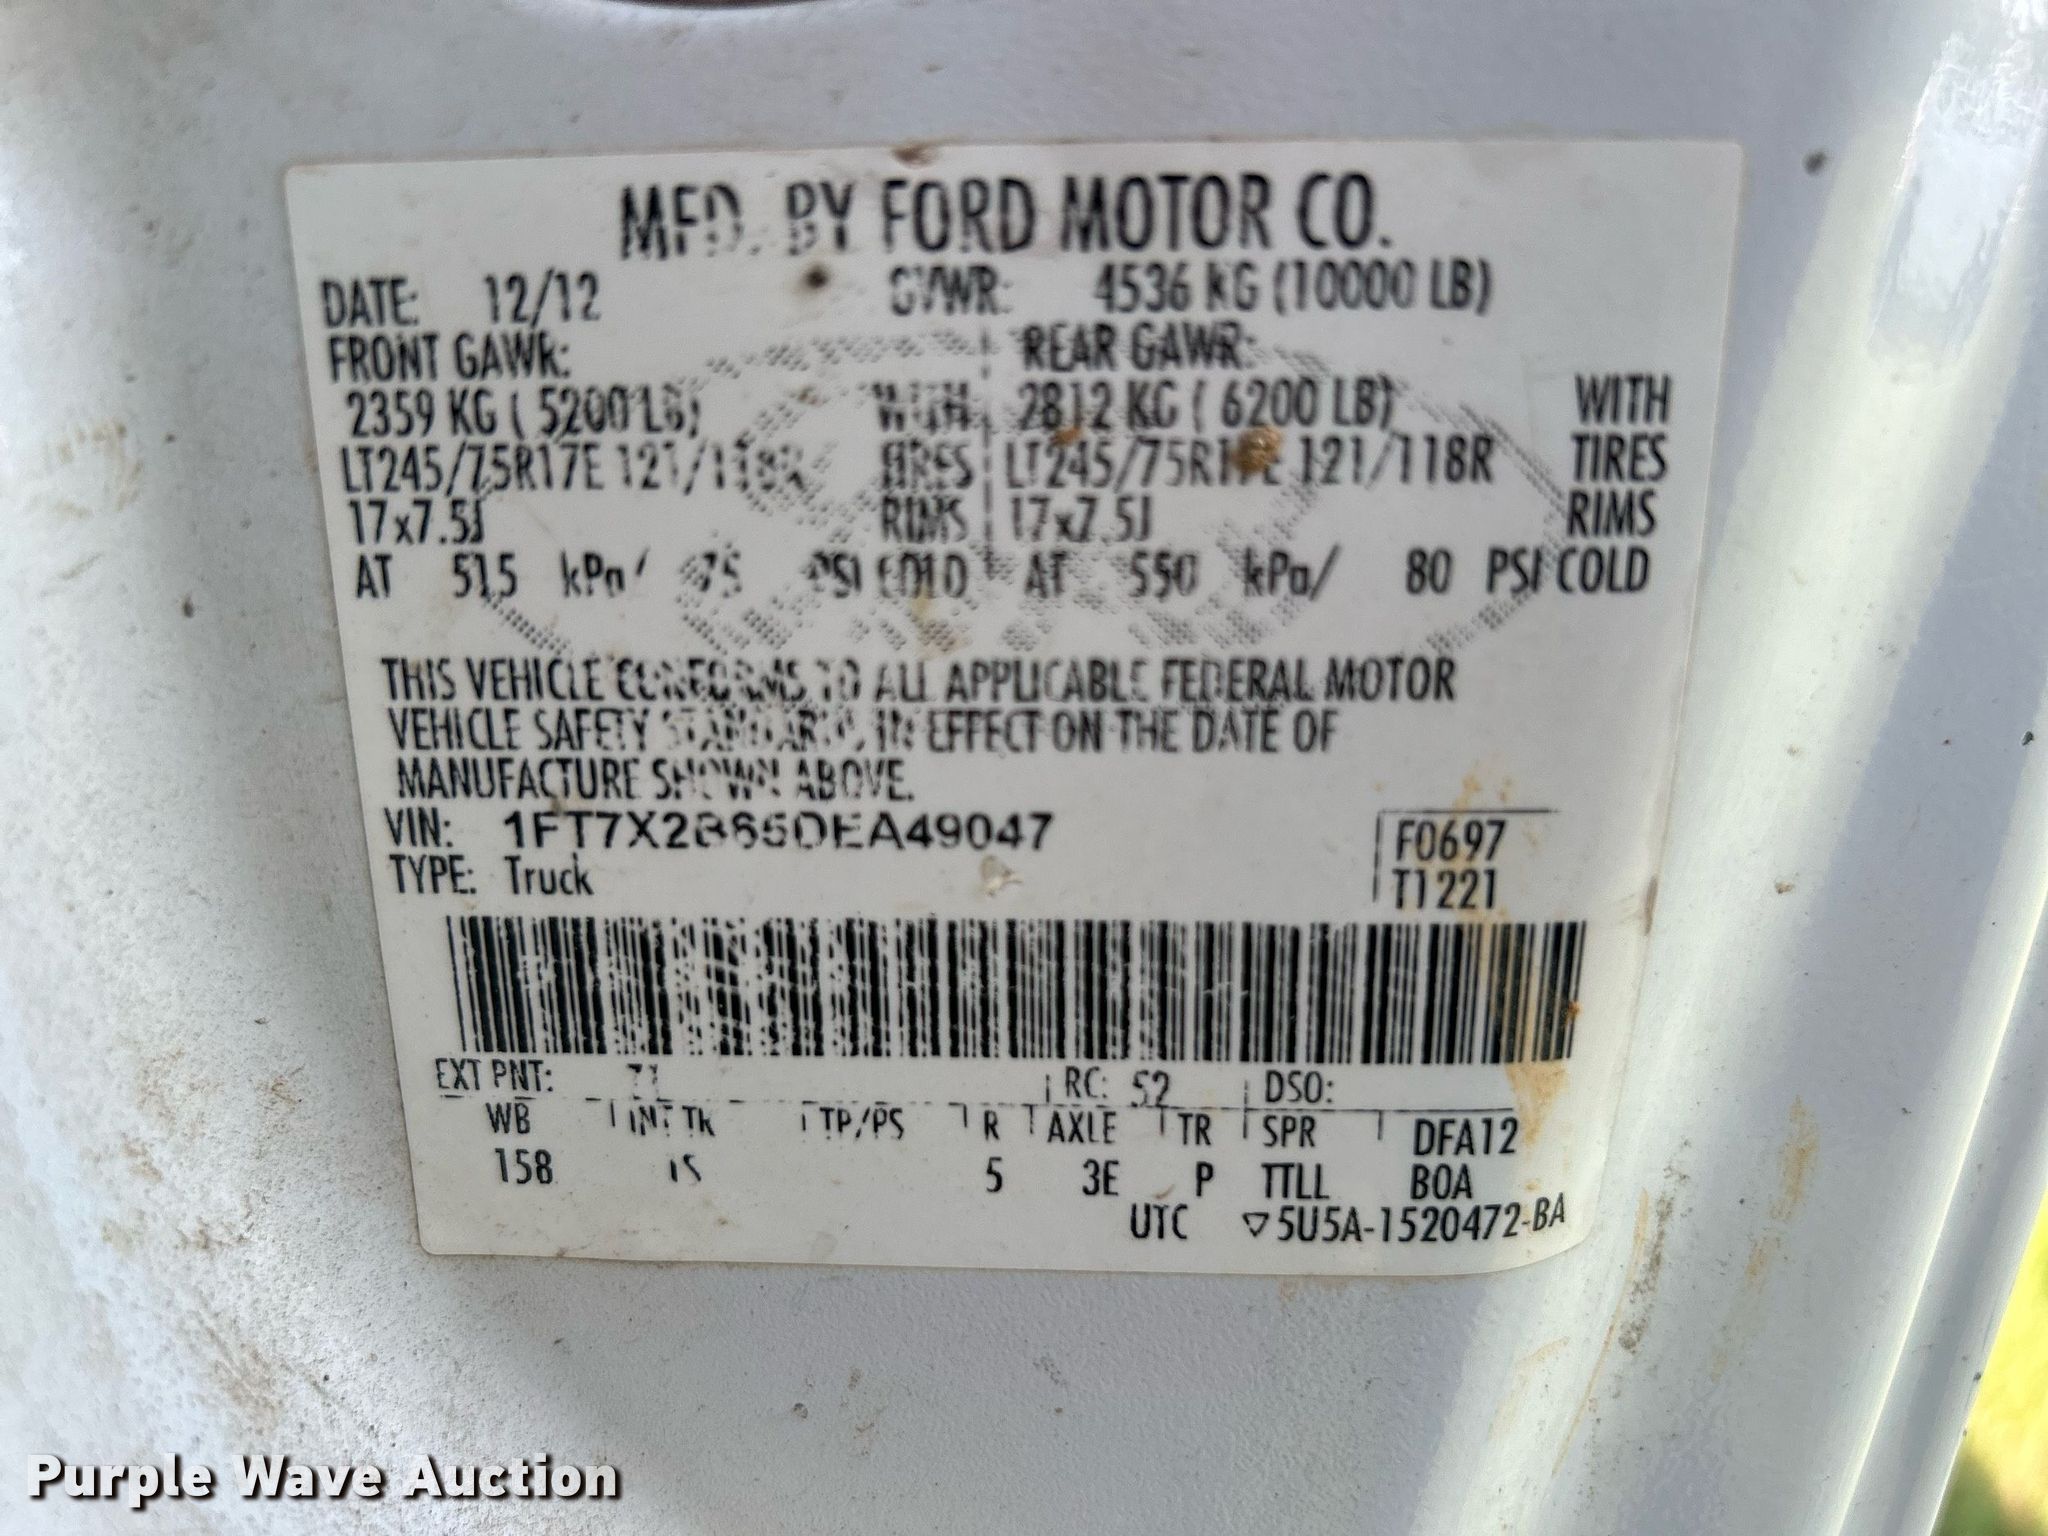 MFD. BY FORD MOTOR CO.
DATE: 12/12 GVWR: 4536 KG (10000 LB)
FRONT GAWR: REAR GAWR:
2359 KG ( 5200 LB) WITH 2812 KG ( 6200 LB) WITH
LT245/75R17E 121/118R TIRES LT245/75R17E 121/118R TIRES
17x7.5J RIMS 17x7.5J RIMS
AT 515 kPa/ 75 PSI COLD AT 550 kPa/ 80 PSI COLD
THIS VEHICLE CONFORMS TO ALL APPLICABLE FEDERAL MOTOR
VEHICLE SAFETY STANDARDS IN EFFECT ON THE DATE OF
MANUFACTURE SHOWN ABOVE.
VIN: 1FT7X2B65DEA49047 F0697
TYPE: Truck T1221
EXT PNT: RC: 52 DSO:
WB INT TR TP/PS R AXLE TR SPR DFA12
158 IS 5 3E P TTLL BOA
UTC ▽5U5A-1520472-BA
Purple Wave Auction